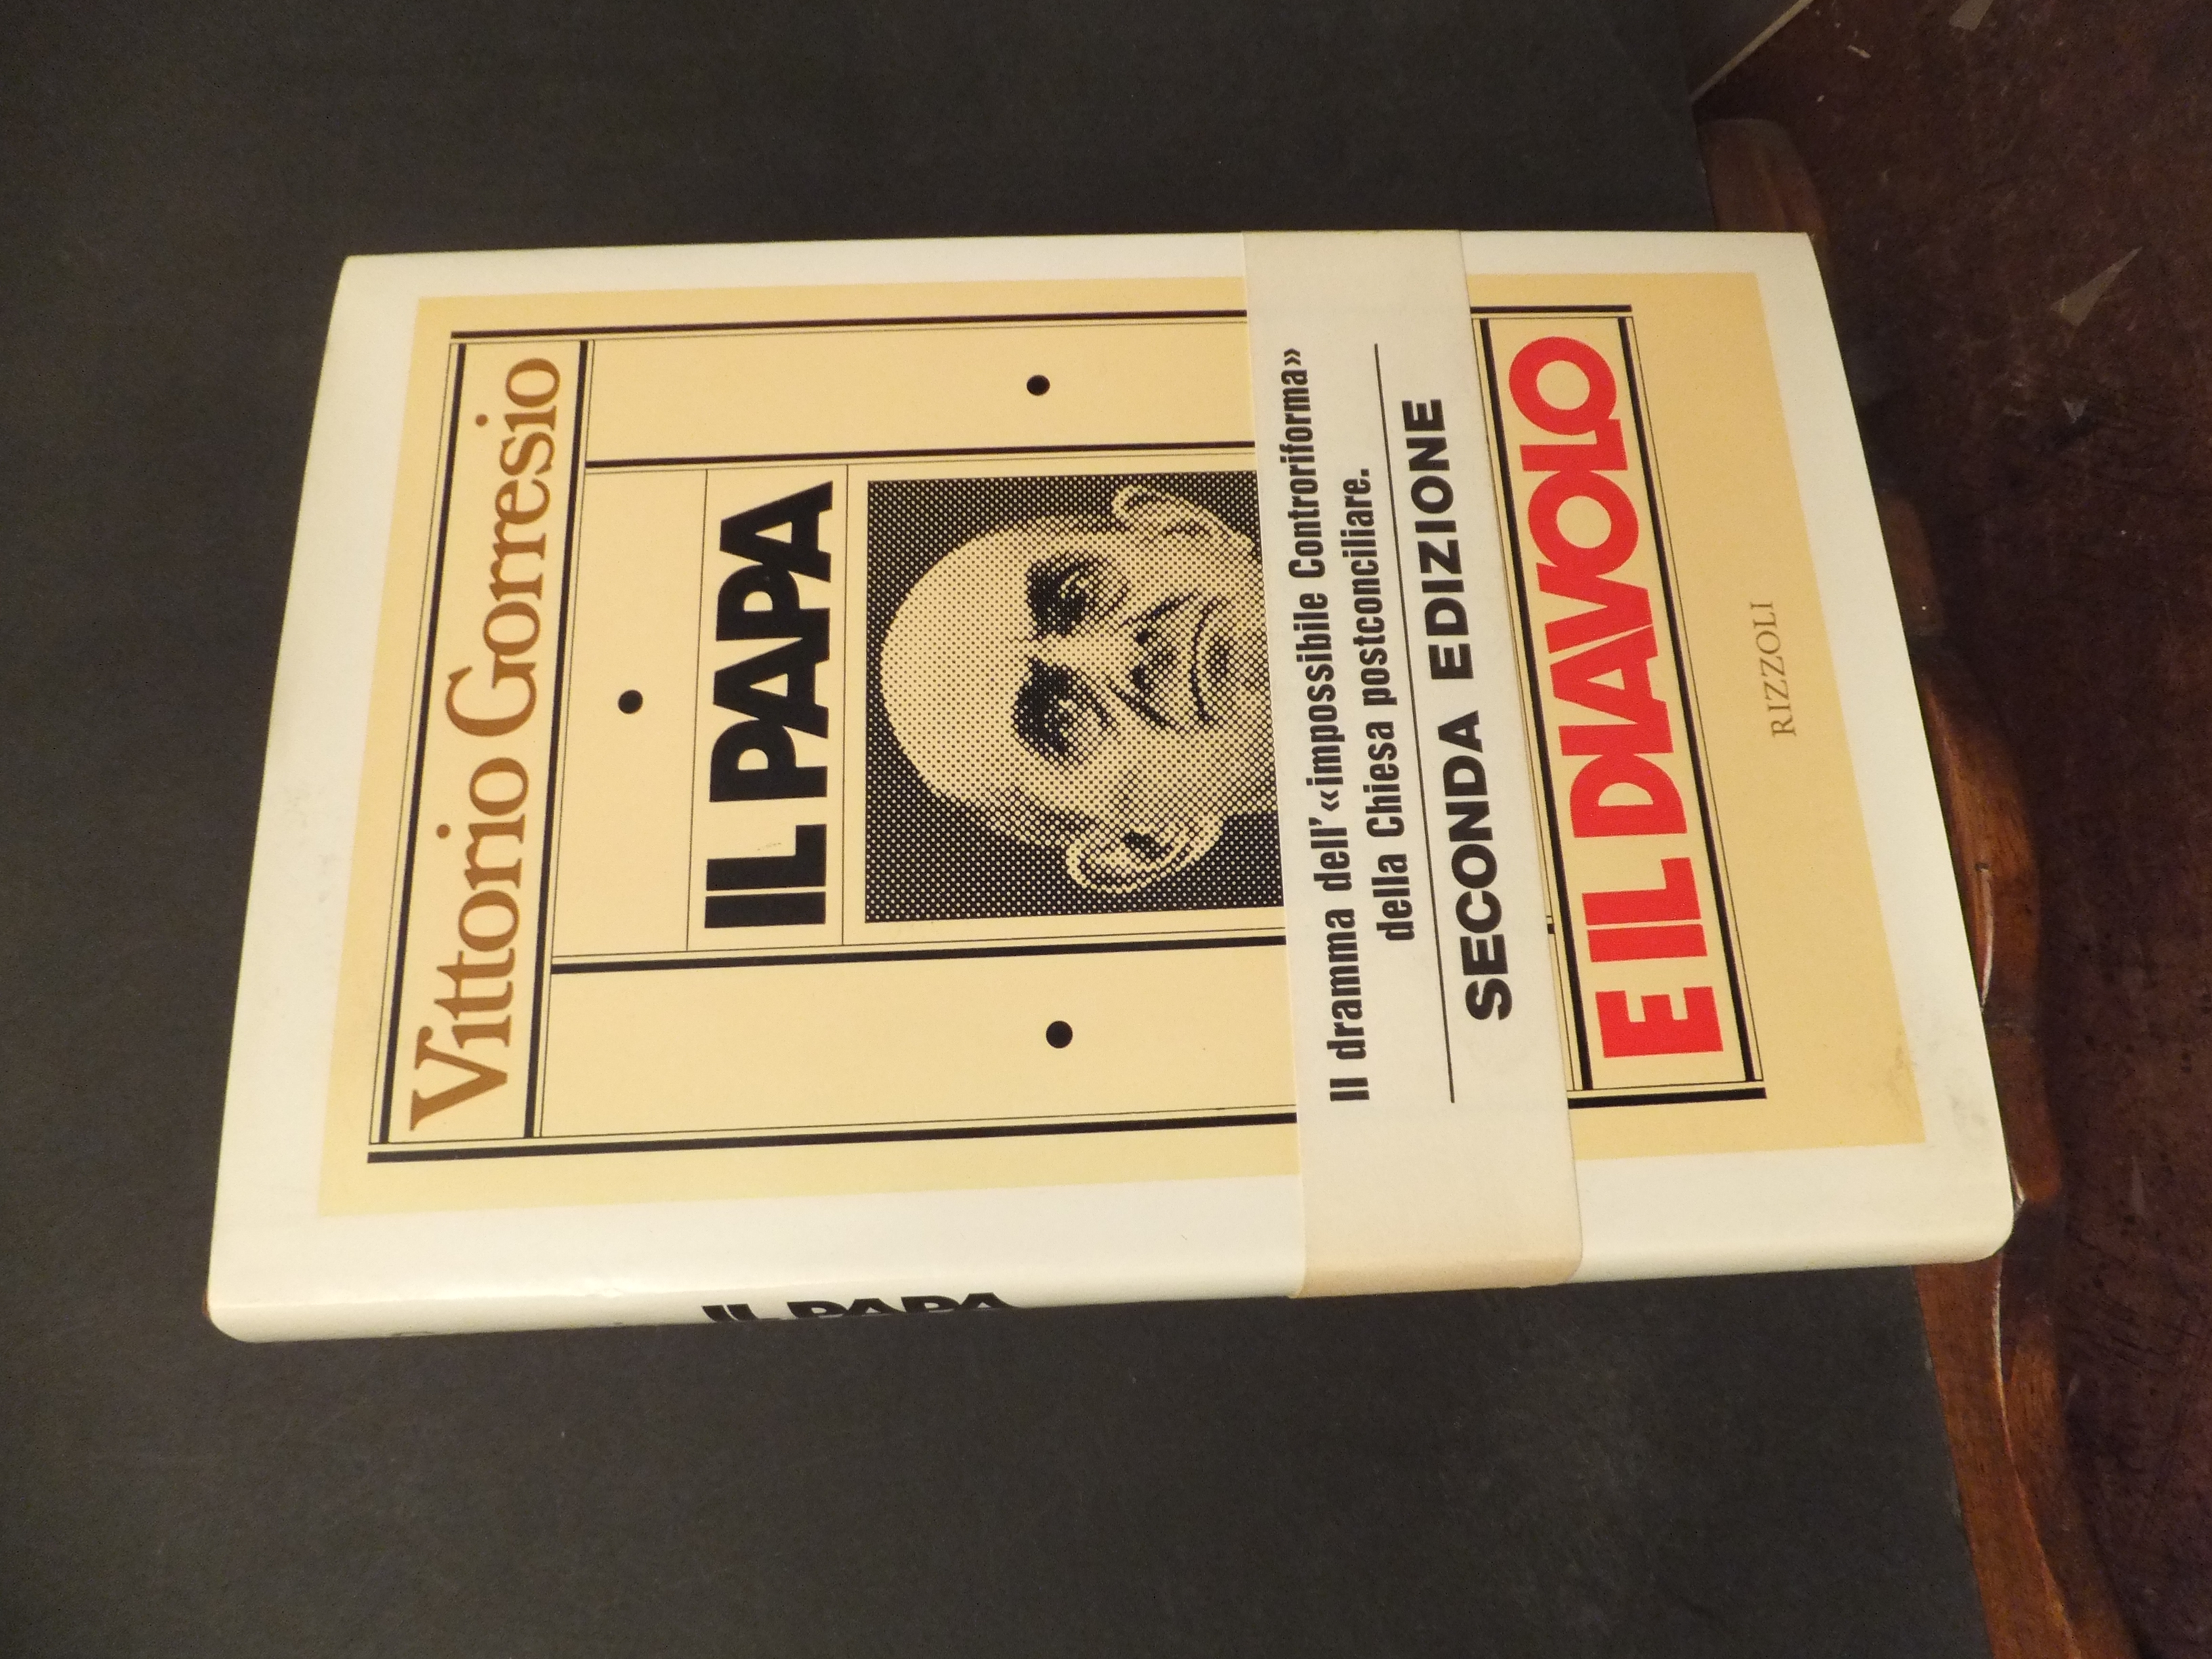 Vittorio Gorresio
IL PAPA
Il dramma dell'«impossibile Controriforma»
della Chiesa postconciliare.
SECONDA EDIZIONE
E IL DIAVOLO
RIZZOLI
IL PAPA